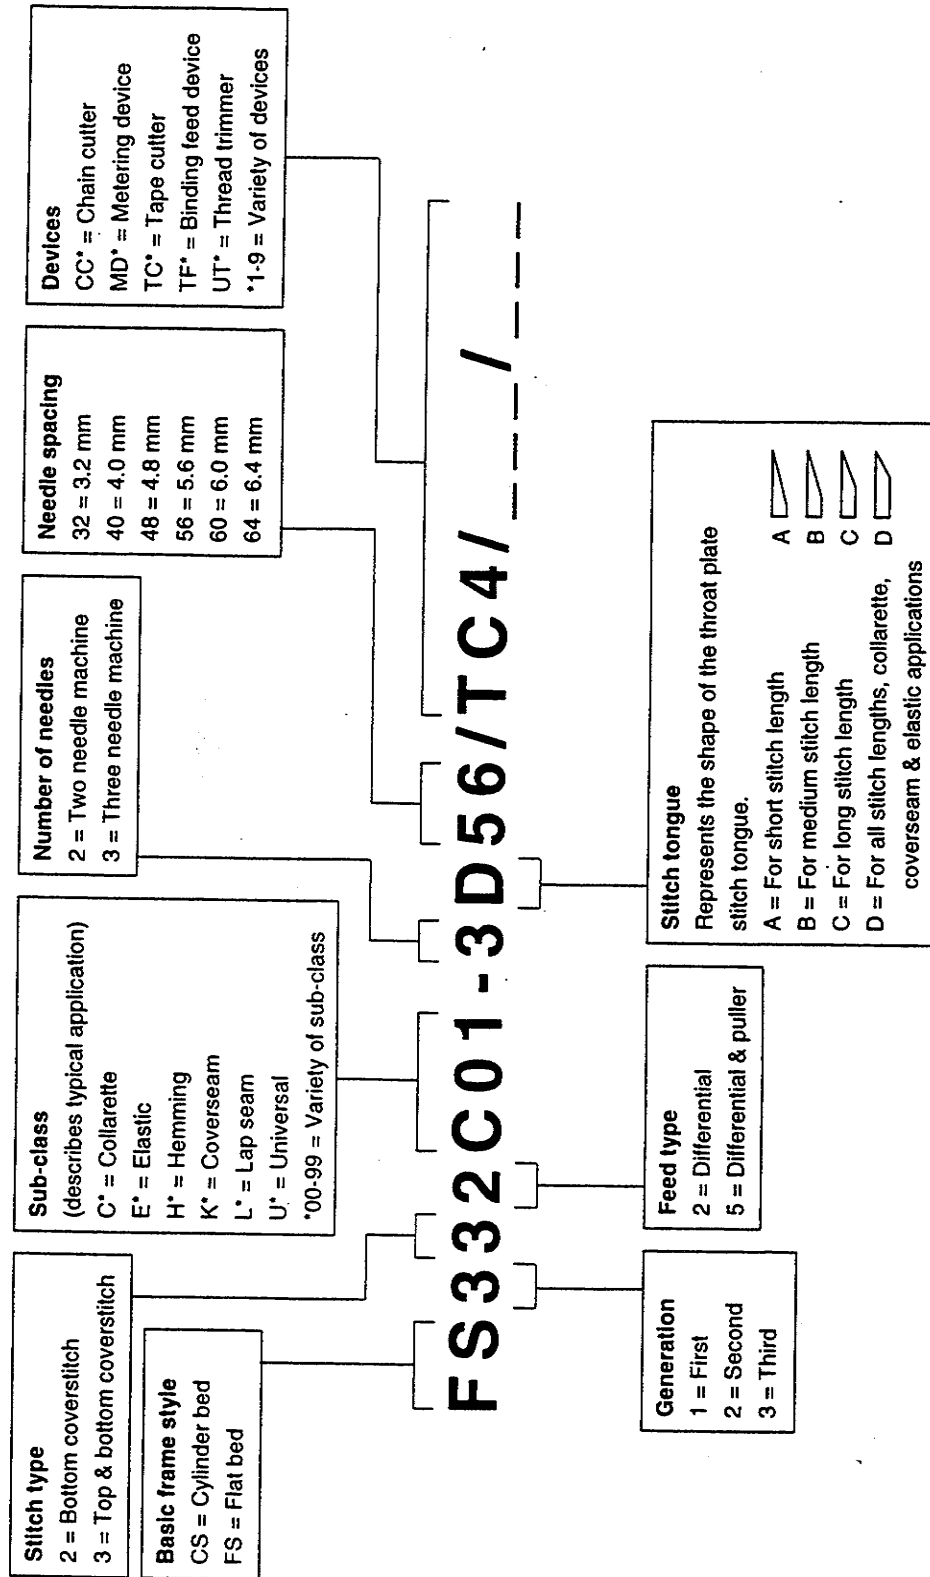 Stitch type
2 = Bottom coverstitch
3 = Top & bottom coverstitch
Basic frame style
CS = Cylinder bed
FS = Flat bed
Sub-class
(describes typical application)
C* = Collarette
E* = Elastic
H* = Hemming
K* = Coverseam
L* = Lap seam
U* = Universal
*00-99 = Variety of sub-class
Number of needles
2 = Two needle machine
3 = Three needle machine
Needle spacing
32 = 3.2 mm
40 = 4.0 mm
48 = 4.8 mm
56 = 5.6 mm
60 = 6.0 mm
64 = 6.4 mm
Devices
CC* = Chain cutter
MD* = Metering device
TC* = Tape cutter
TF* = Binding feed device
UT* = Thread trimmer
*1-9 = Variety of devices
FS332C01-3D56/TC4/___/___
Generation
1 = First
2 = Second
3 = Third
Feed type
2 = Differential
5 = Differential & puller
Stitch tongue
Represents the shape of the throat plate
stitch tongue.
A = For short stitch length A
B = For medium stitch length B
C = For long stitch length C
D = For all stitch lengths, collarette, D
coverseam & elastic applications